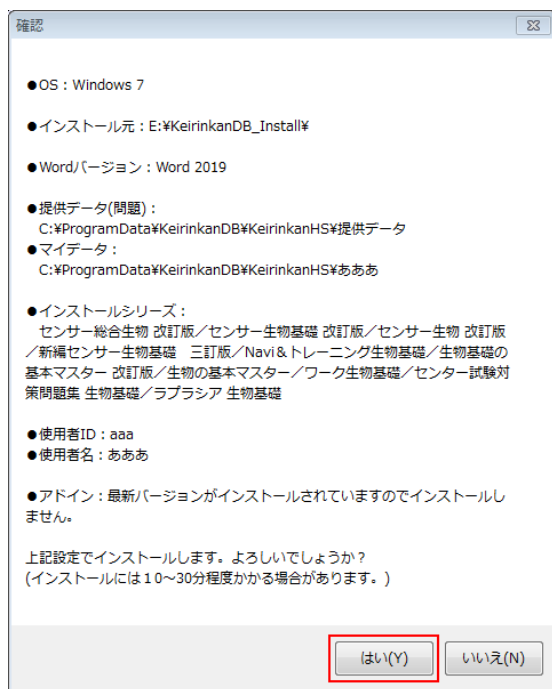 確認
●OS：Windows 7
●インストール元：E:¥KeirinkanDB_Install¥
●Wordバージョン：Word 2019
●提供データ(問題)：
C:¥ProgramData¥KeirinkanDB¥KeirinkanHS¥提供データ
●マイデータ：
C:¥ProgramData¥KeirinkanDB¥KeirinkanHS¥あああ
●インストールシリーズ：
センサー総合生物 改訂版／センサー生物基礎 改訂版／センサー生物 改訂版
／新編センサー生物基礎　三訂版／Navi＆トレーニング生物基礎／生物基礎の
基本マスター 改訂版／生物の基本マスター／ワーク生物基礎／センター試験対
策問題集 生物基礎／ラプラシア 生物基礎
●使用者ID：aaa
●使用者名：あああ
●アドイン：最新バージョンがインストールされていますのでインストールし
ません。
上記設定でインストールします。よろしいでしょうか？
(インストールには１0～30分程度かかる場合があります。)
はい(Y)
いいえ(N)